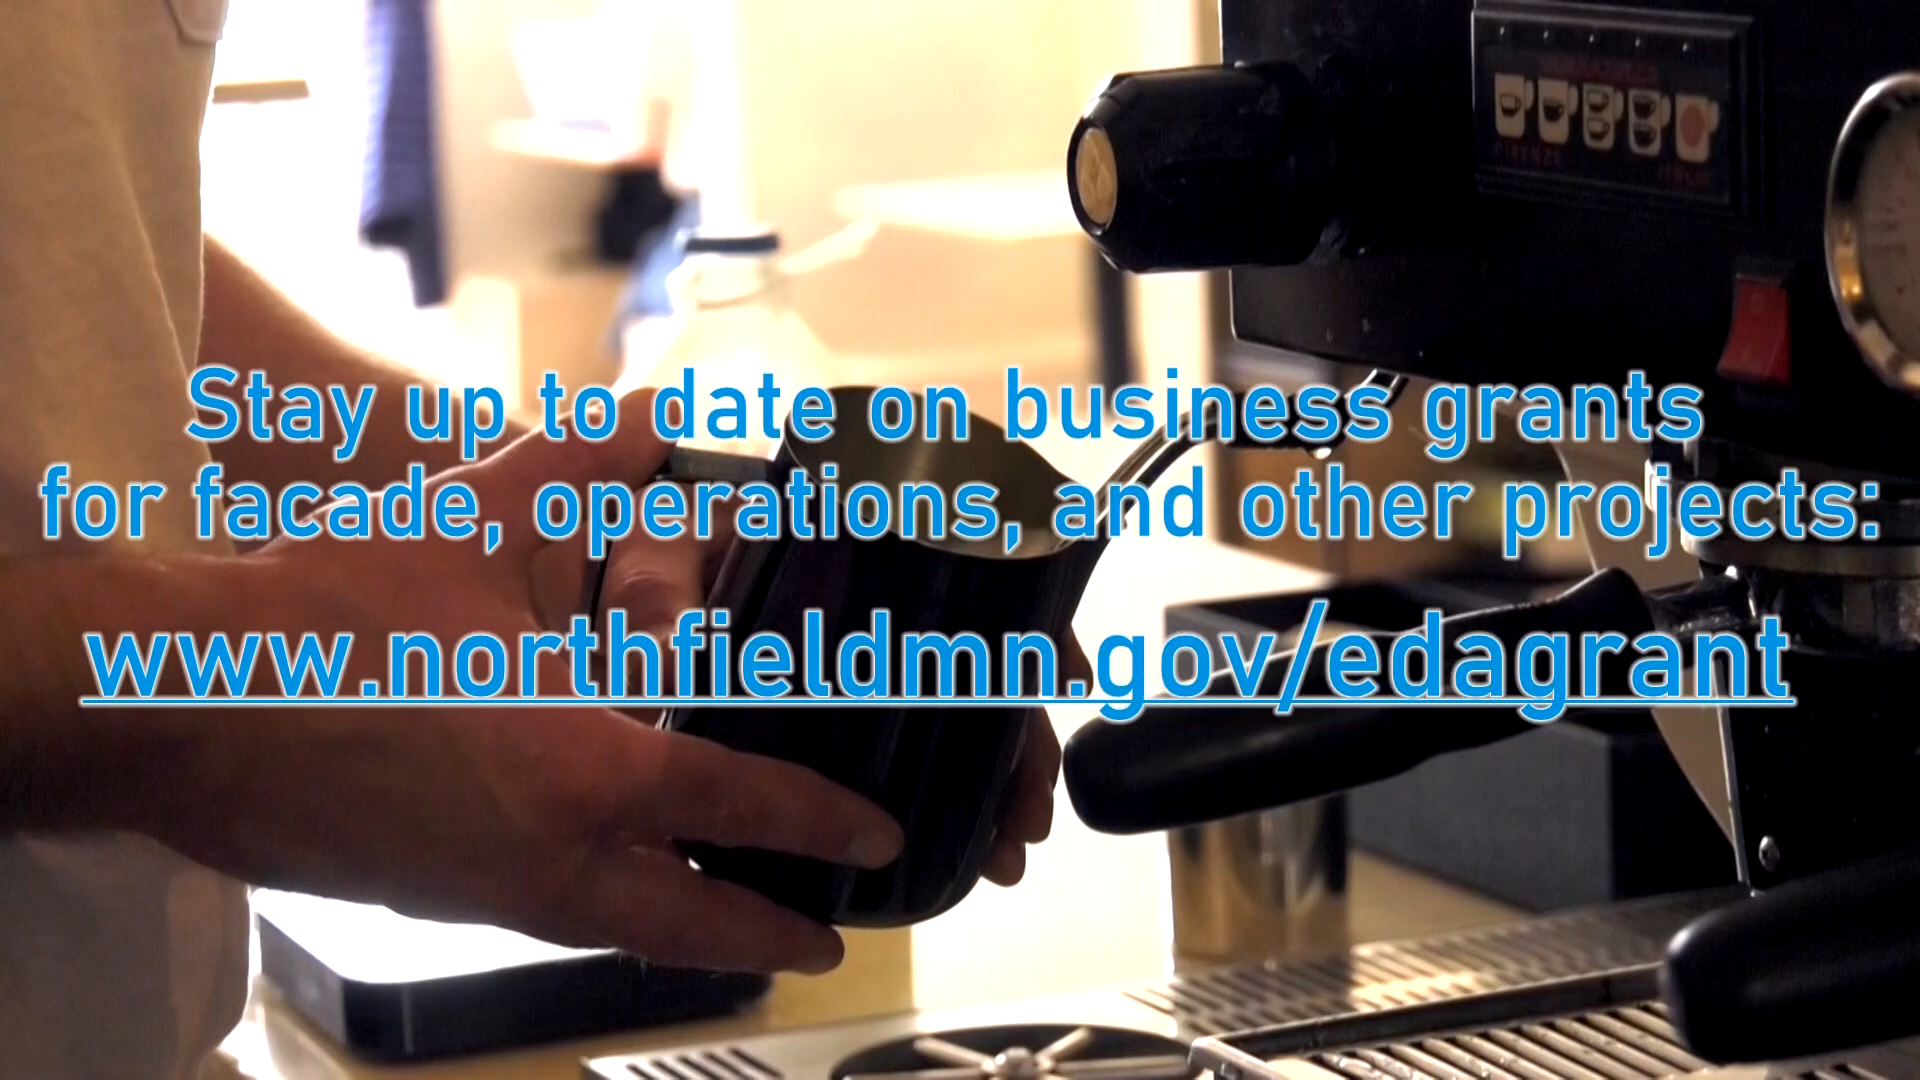 Stay up to date on business grants
for facade, operations, and other projects:
www.northfieldmn.gov/edagrant